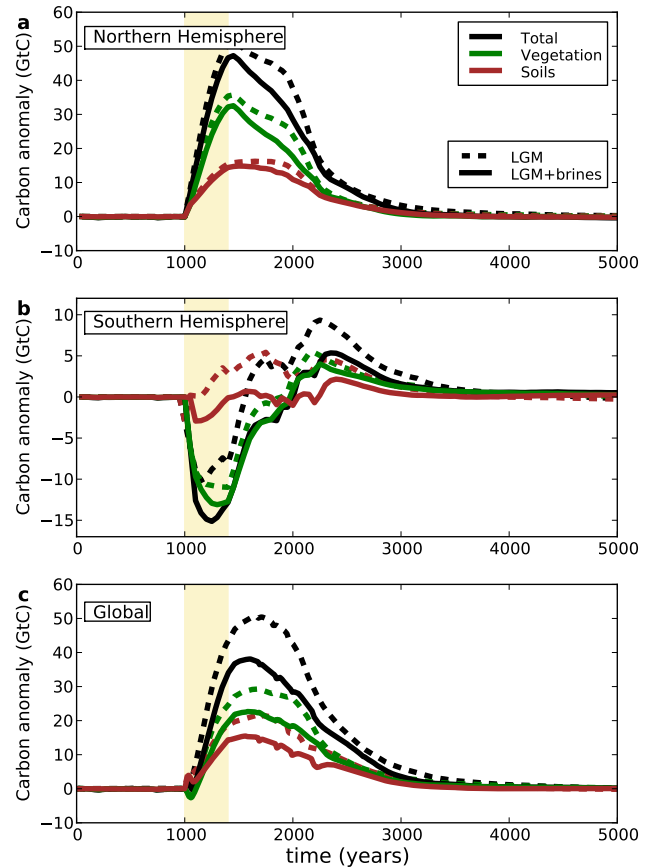 a
Northern Hemisphere
Carbon anomaly (GtC)
60
50
40
30
20
10
0
−10
Total
Vegetation
Soils
LGM
LGM+brines
0 1000 2000 3000 4000 5000
b
Southern Hemisphere
Carbon anomaly (GtC)
10
5
0
−5
−10
−15
0 1000 2000 3000 4000 5000
c
Global
Carbon anomaly (GtC)
60
50
40
30
20
10
0
−10
0 1000 2000 3000 4000 5000
time (years)